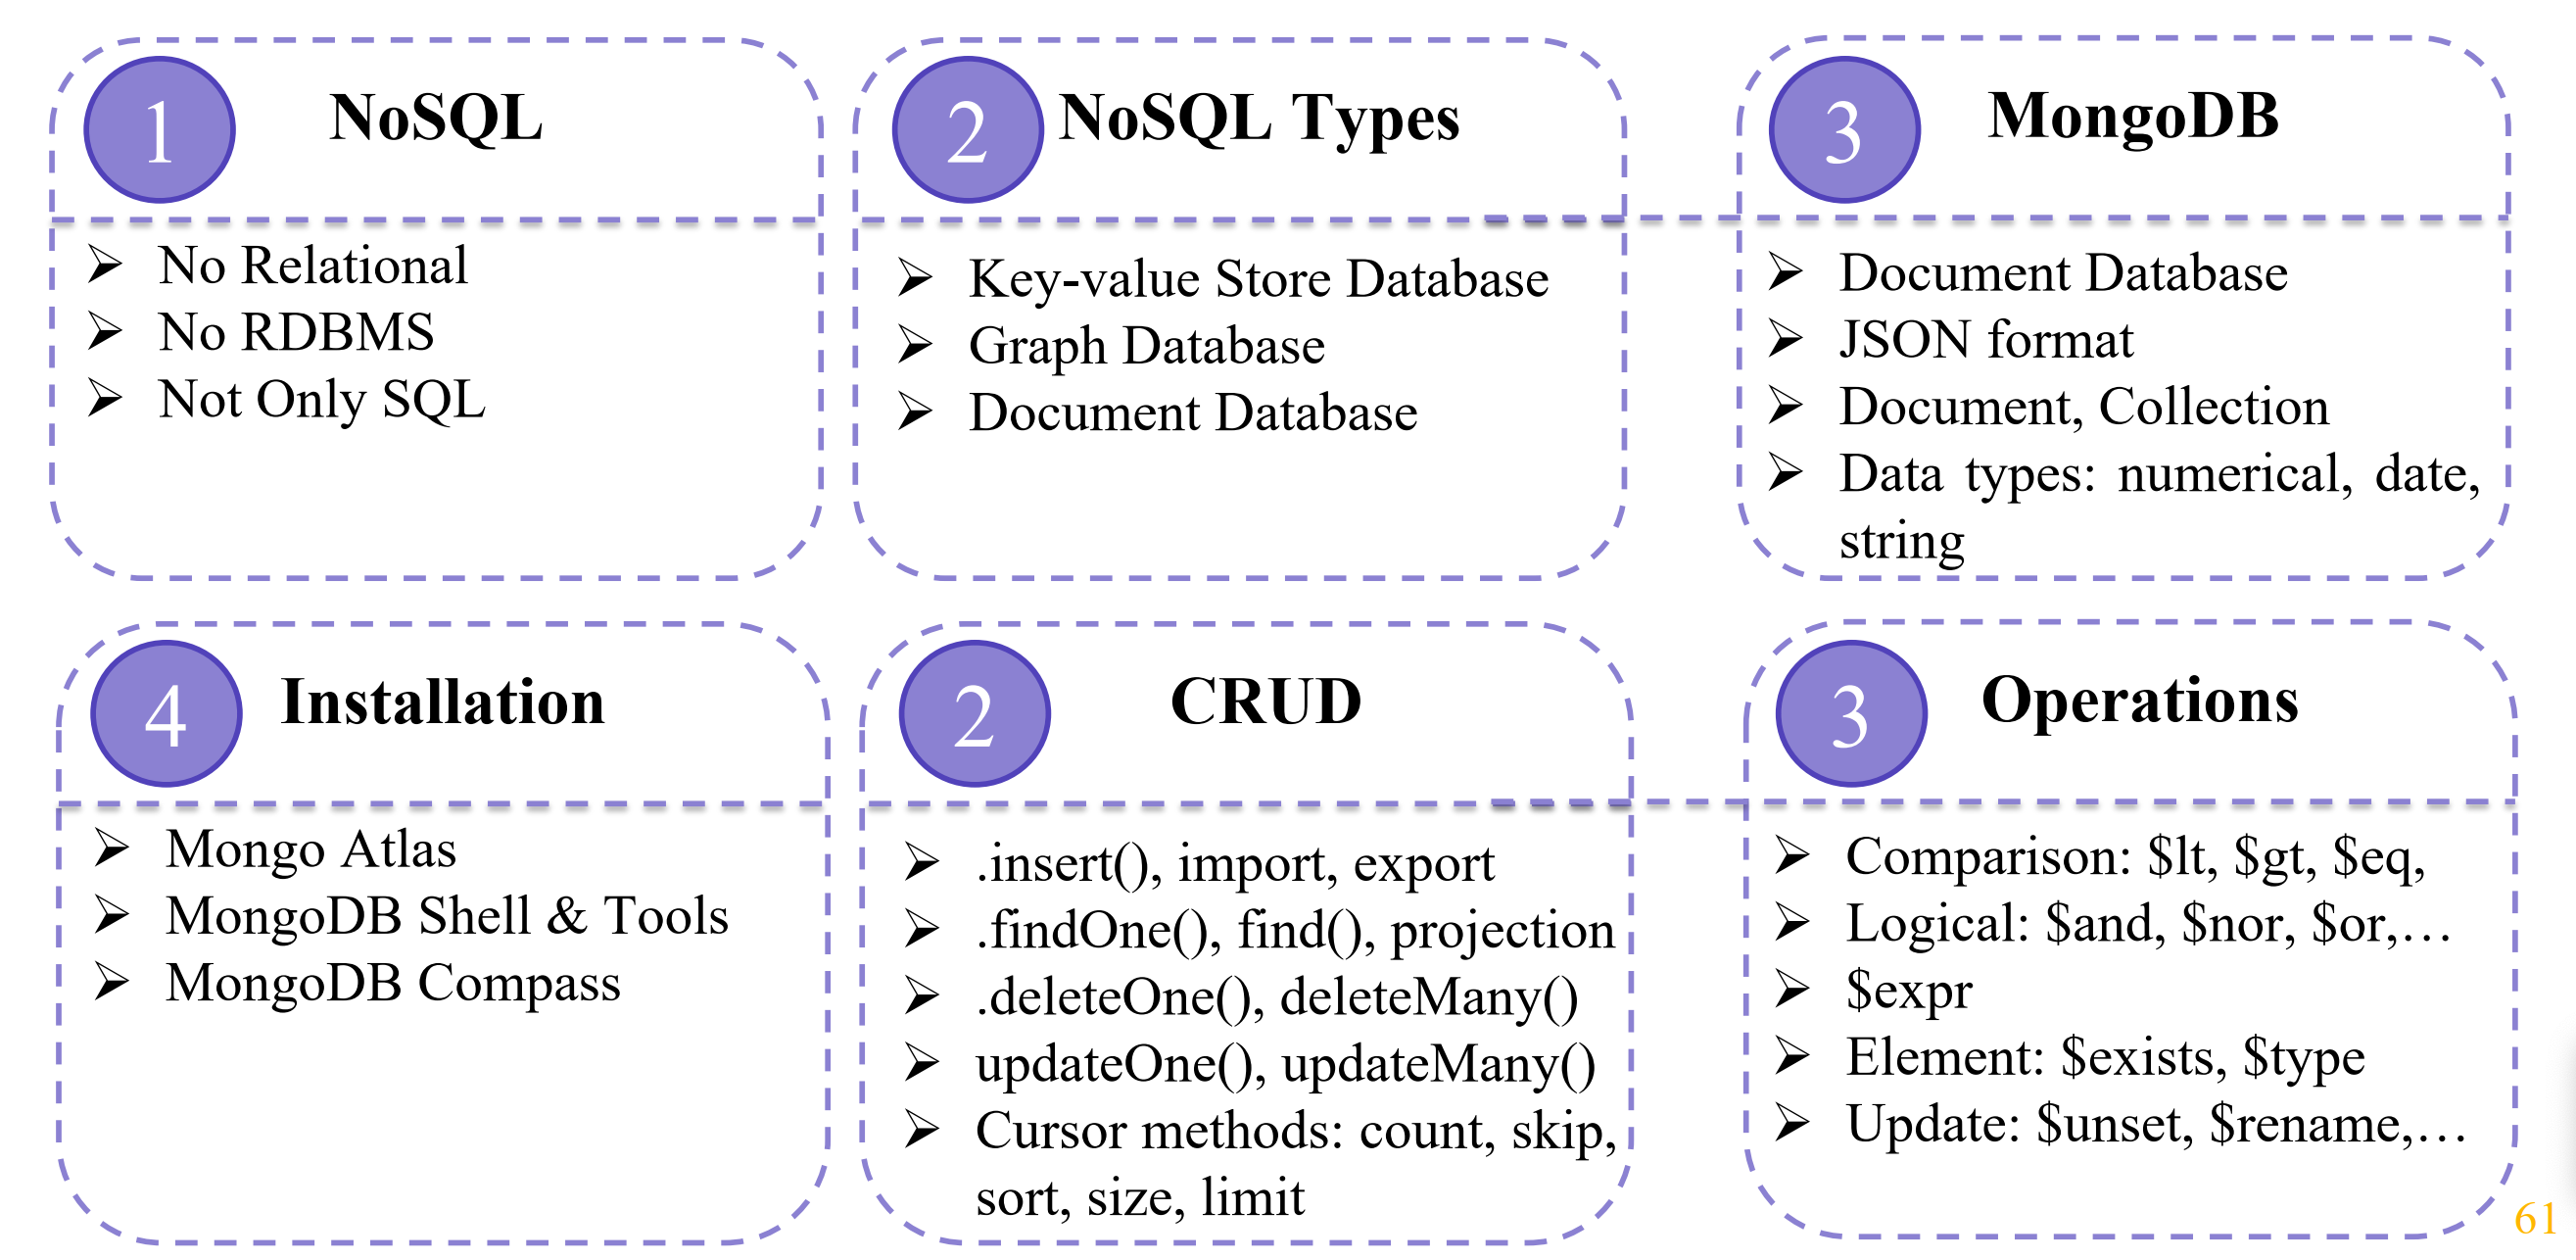 1
NoSQL
No Relational
No RDBMS
Not Only SQL
2
NoSQL Types
Key-value Store Database
Graph Database
Document Database
3
MongoDB
Document Database
JSON format
Document, Collection
Data types: numerical, date,
string
4
Installation
Mongo Atlas
MongoDB Shell & Tools
MongoDB Compass
2
CRUD
.insert(), import, export
.findOne(), find(), projection
.deleteOne(), deleteMany()
updateOne(), updateMany()
Cursor methods: count, skip,
sort, size, limit
3
Operations
Comparison: $lt, $gt, $eq,
Logical: $and, $nor, $or,…
$expr
Element: $exists, $type
Update: $unset, $rename,…
61